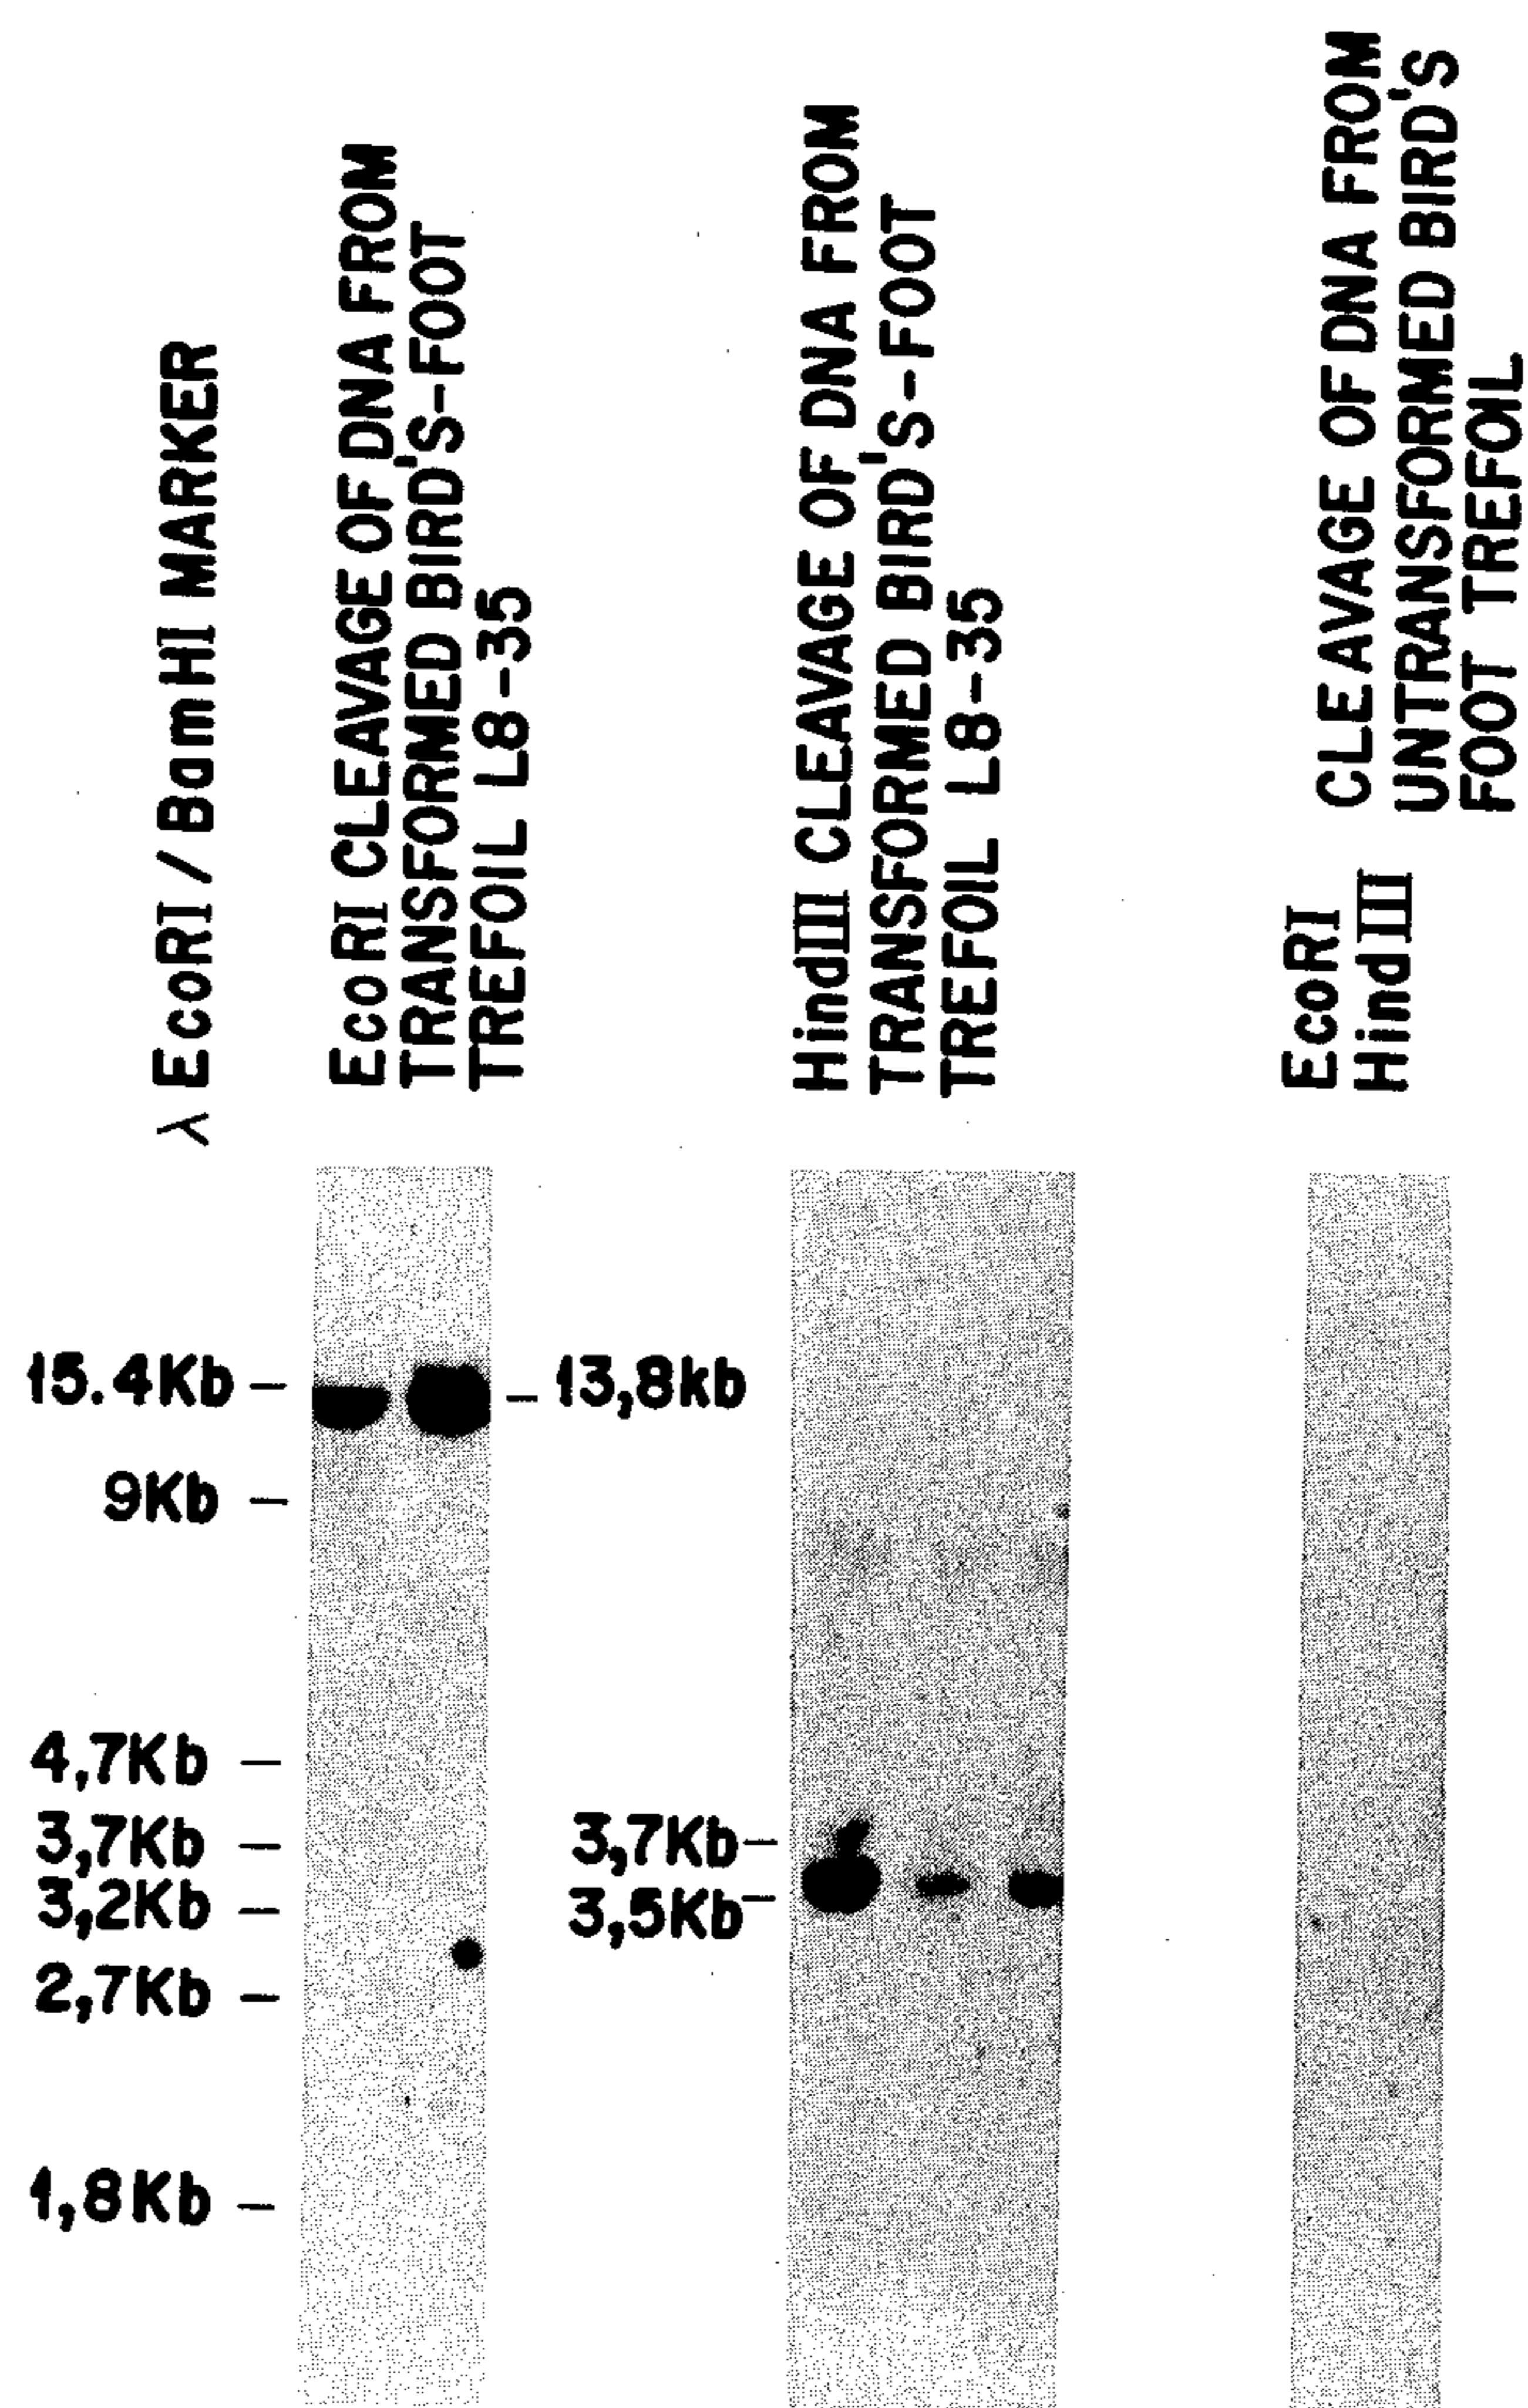 λ EcoRI / BamHI MARKER
EcoRI CLEAVAGE OF DNA FROM
TRANSFORMED BIRD'S-FOOT
TREFOIL L8-35
HindIII CLEAVAGE OF DNA FROM
TRANSFORMED BIRD'S-FOOT
TREFOIL L8-35
EcoRI
HindIII
CLEAVAGE OF DNA FROM
UNTRANSFORMED BIRD'S
FOOT TREFOIL
15.4Kb
13,8kb
9Kb
4,7Kb
3,7Kb
3,2Kb
2,7Kb
1,8Kb
3,7Kb
3,5Kb